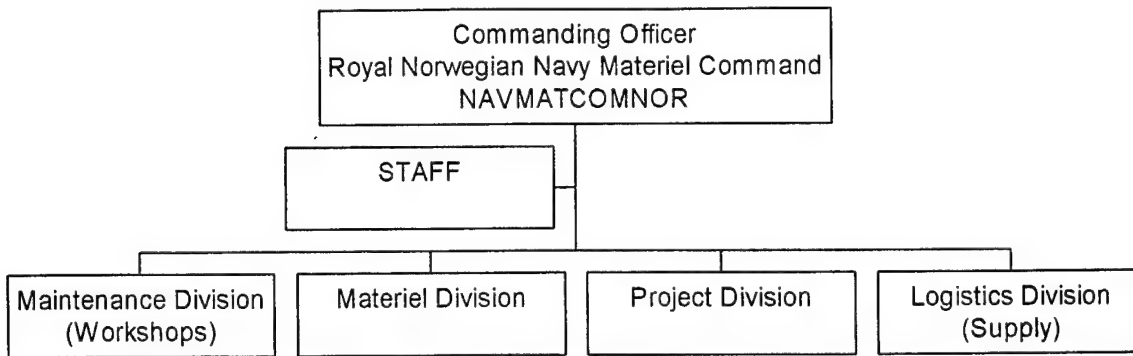 Commanding Officer
Royal Norwegian Navy Materiel Command
NAVMATCOMNOR
STAFF
Maintenance Division
(Workshops)
Materiel Division
Project Division
Logistics Division
(Supply)